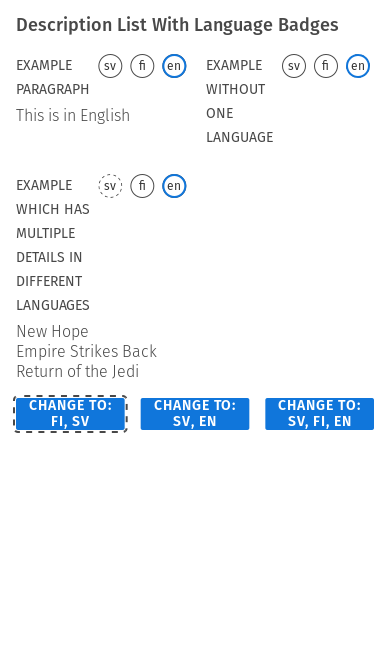 Description List With Language Badges
EXAMPLE PARAGRAPH
sv fi en
This is in English
EXAMPLE WITHOUT ONE LANGUAGE
sv fi en
EXAMPLE WHICH HAS MULTIPLE DETAILS IN DIFFERENT LANGUAGES
sv fi en
New Hope
Empire Strikes Back
Return of the Jedi
CHANGE TO: FI, SV
CHANGE TO: SV, EN
CHANGE TO: SV, FI, EN